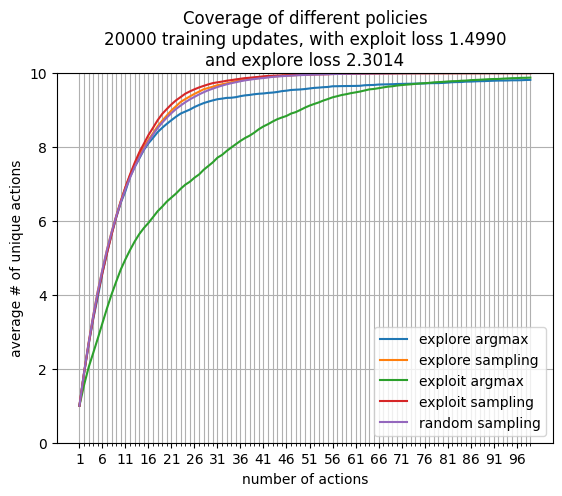 Coverage of different policies
20000 training updates, with exploit loss 1.4990
and explore loss 2.3014
10
8
6
4
2
0
average # of unique actions
explore argmax
explore sampling
exploit argmax
exploit sampling
random sampling
1 6 11 16 21 26 31 36 41 46 51 56 61 66 71 76 81 86 91 96
number of actions